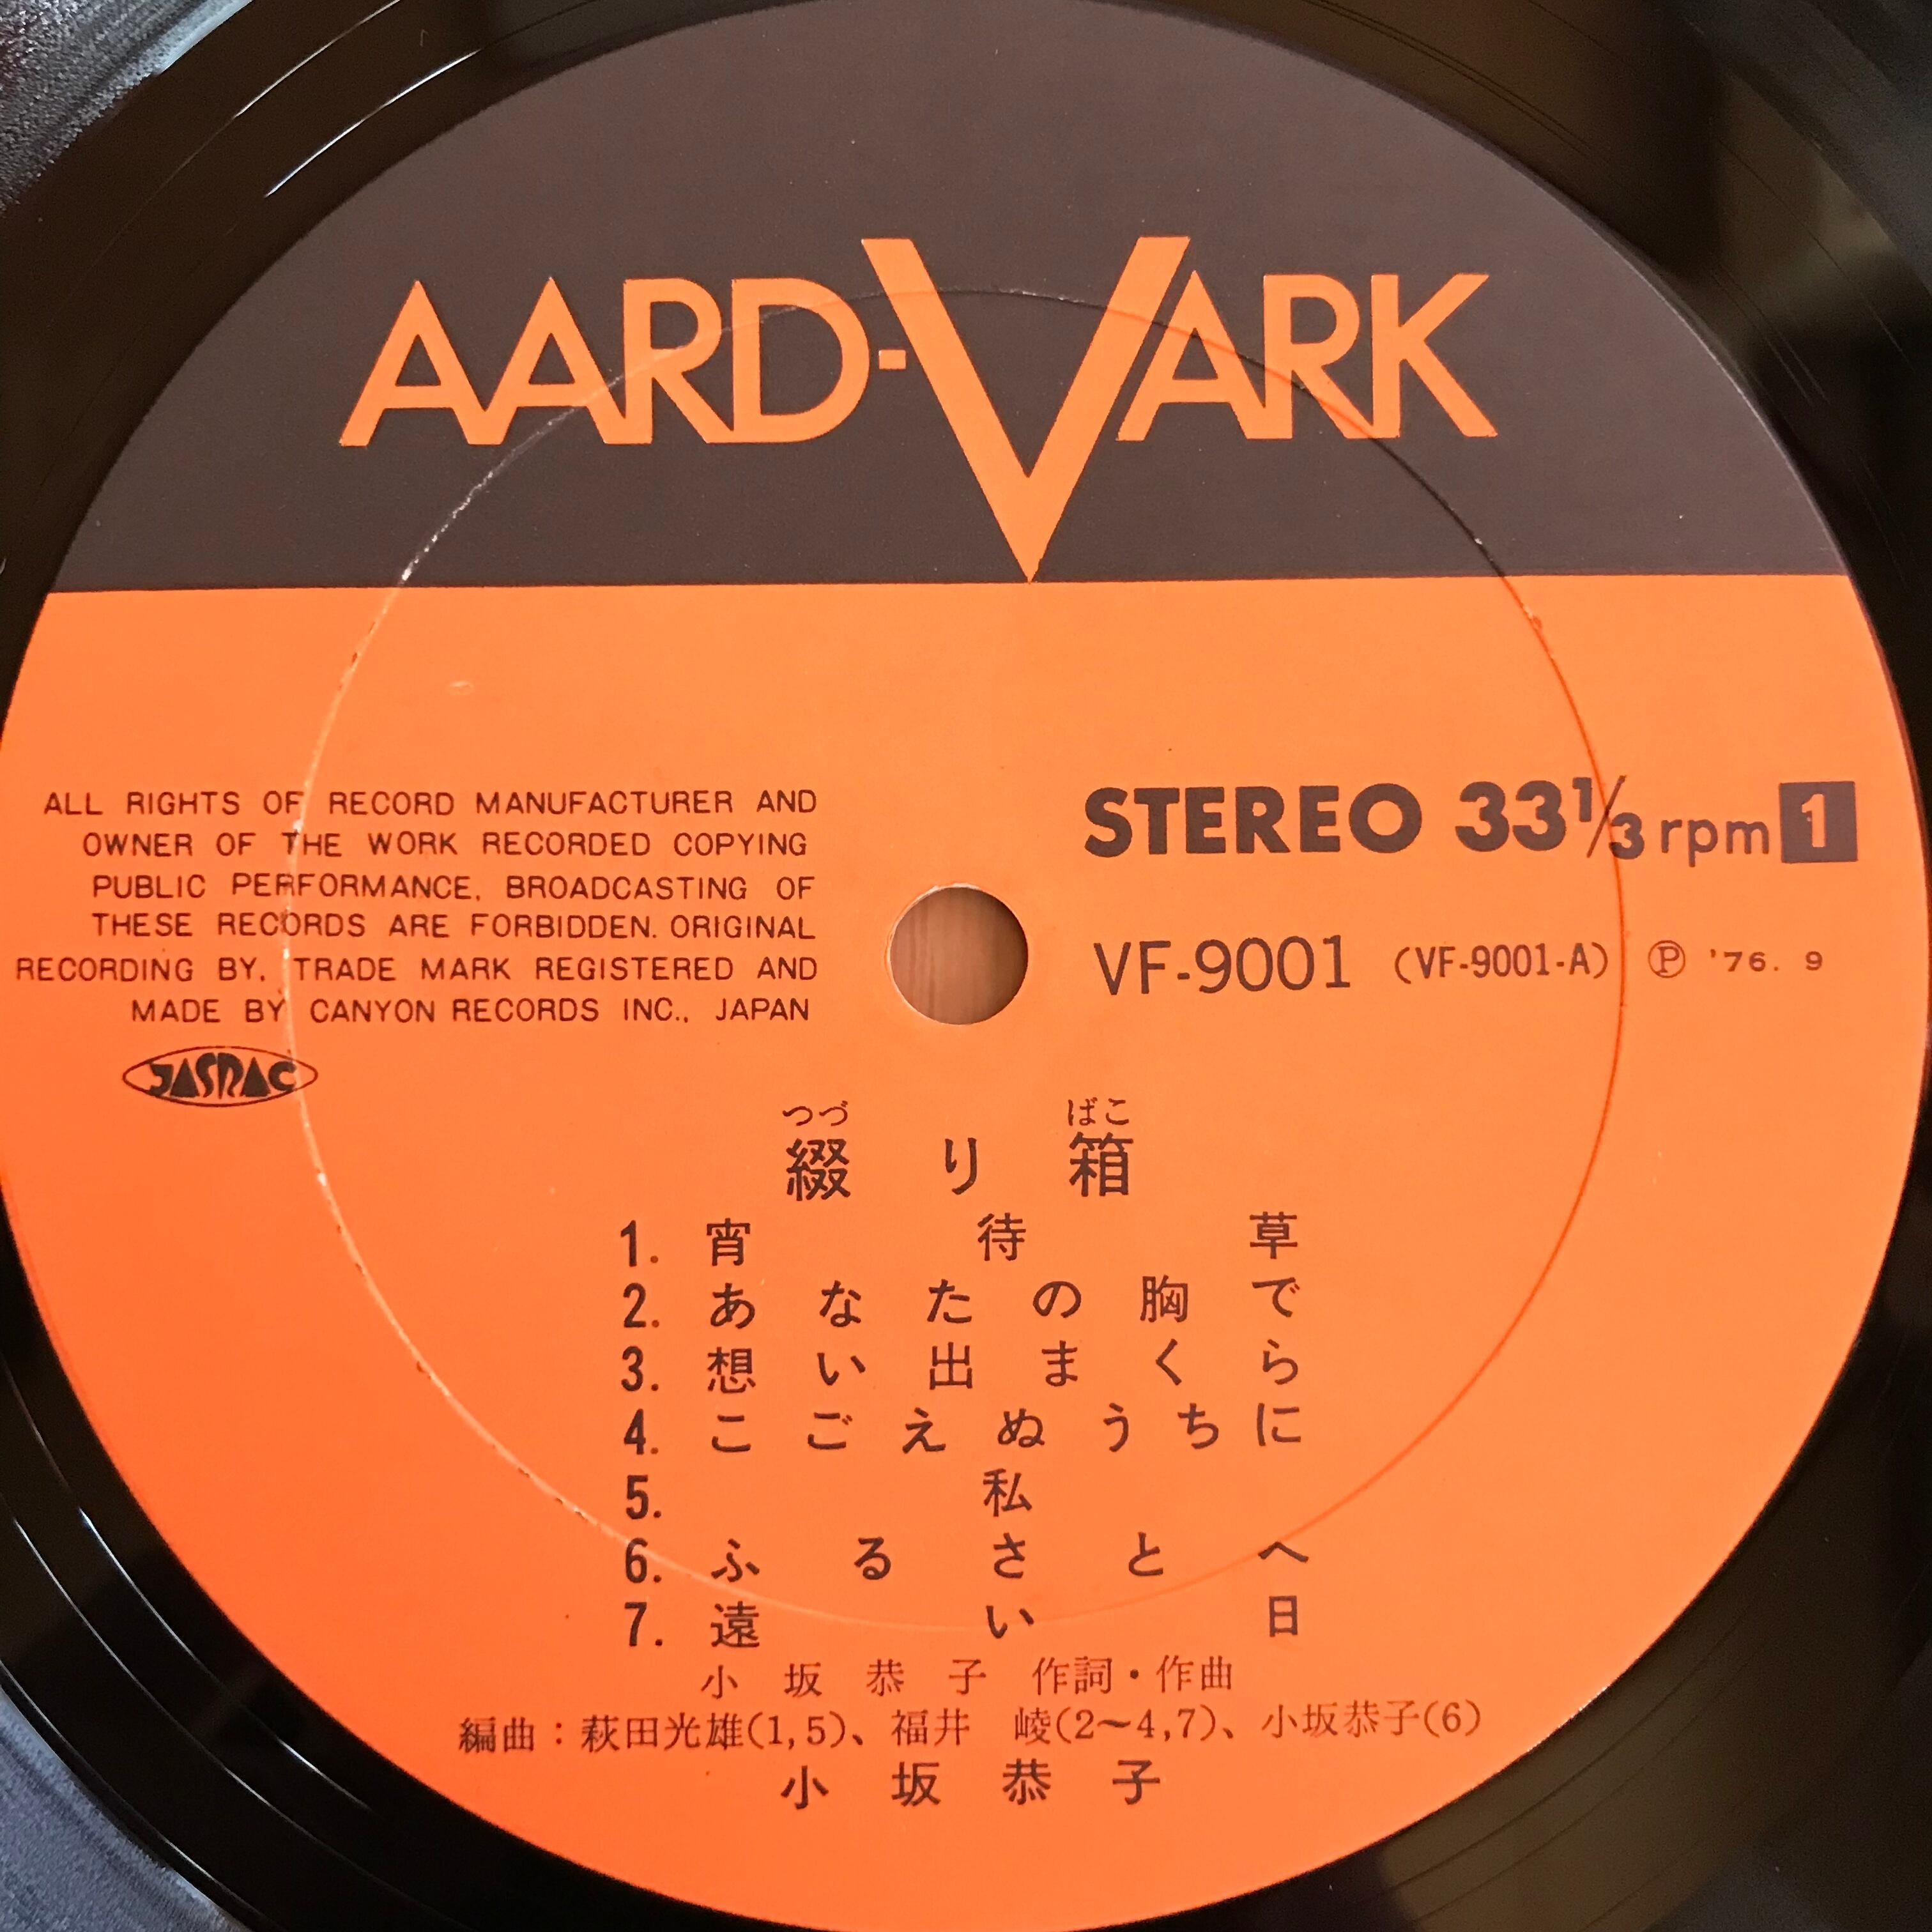 AARD-VARK
ALL RIGHTS OF RECORD MANUFACTURER AND
OWNER OF THE WORK RECORDED COPYING
PUBLIC PERFORMANCE, BROADCASTING OF
THESE RECORDS ARE FORBIDDEN. ORIGINAL
RECORDING BY, TRADE MARK REGISTERED AND
MADE BY CANYON RECORDS INC., JAPAN
JASRAC
STEREO 33⅓ rpm 1
VF-9001 (VF-9001-A) Ⓟ '76. 9
つづ ばこ
綴り箱
1. 宵待草
2. あなたの胸で
3. 想い出まくら
4. こごえぬうちに
5. 私
6. ふるさとへ
7. 遠い日
小坂恭子 作詞・作曲
編曲：萩田光雄(1,5)、福井 崚(2〜4,7)、小坂恭子(6)
小坂恭子